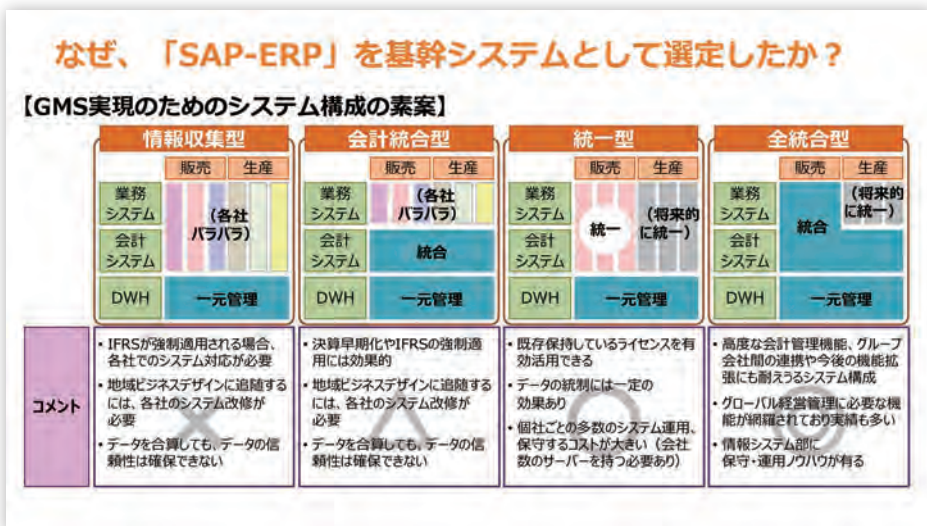 なぜ、「SAP-ERP」を基幹システムとして選定したか？
【GMS実現のためのシステム構成の素案】
情報収集型
販売
生産
業務
システム
会計
システム
DWH
（各社
バラバラ）
一元管理
会計統合型
販売
生産
業務
システム
会計
システム
DWH
（各社
バラバラ）
統合
一元管理
統一型
販売
生産
業務
システム
会計
システム
DWH
統一
（将来的
に統一）
一元管理
全統合型
販売
生産
業務
システム
会計
システム
DWH
統合
（将来的
に統一）
一元管理
コメント
・IFRSが強制適用される場合、
各社でのシステム対応が必要
・地域ビジネスデザインに追随する
には、各社のシステム改修が
必要
・データを合算しても、データの信
頼性は確保できない
・決算早期化やIFRSの強制適
用には効果的
・地域ビジネスデザインに追随する
には、各社のシステム改修が
必要
・データを合算しても、データの信
頼性は確保できない
・既存保持しているライセンスを有
効活用できる
・データの統制には一定の
効果あり
・個社ごとの多数のシステム運用、
保守するコストが大きい（会社
数のサーバーを持つ必要あり）
・高度な会計管理機能、グループ
会社間の連携や今後の機能拡
張にも耐えうるシステム構成
・グローバル経営管理に必要な機
能が網羅されており実績も多い
・情報システム部に
保守・運用ノウハウが有る